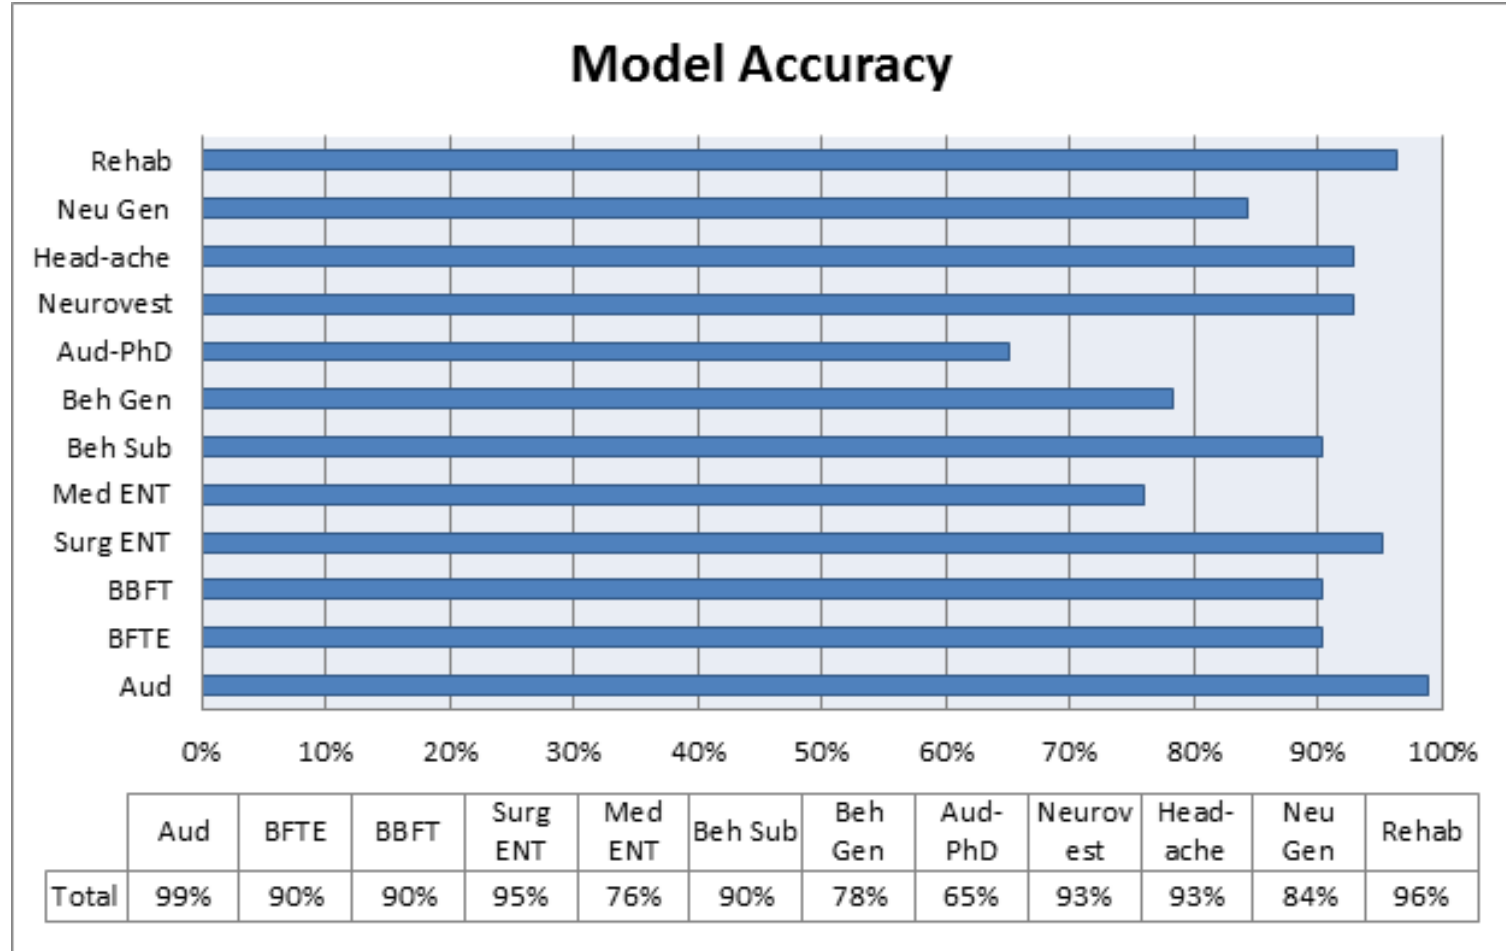 Model Accuracy
Rehab
Neu Gen
Head-ache
Neurovest
Aud-PhD
Beh Gen
Beh Sub
Med ENT
Surg ENT
BBFT
BFTE
Aud
0% 10% 20% 30% 40% 50% 60% 70% 80% 90% 100%
Aud BFTE BBFT Surg ENT Med ENT Beh Sub Beh Gen Aud-PhD Neurovest Head-ache Neu Gen Rehab
Total 99% 90% 90% 95% 76% 90% 78% 65% 93% 93% 84% 96%